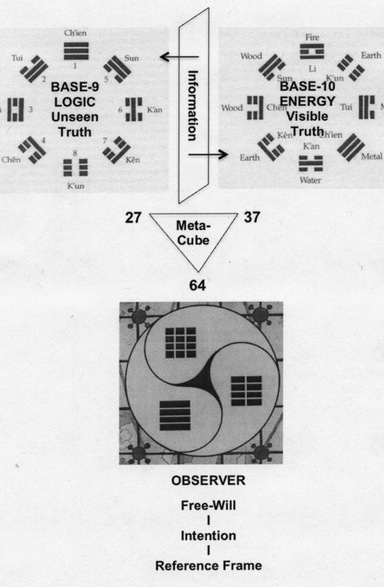 Ch'ien
1
Tui
2
Sun
5
BASE-9
LOGIC
Unseen
Truth
3
6
K'an
Chên
4
7
Kên
8
K'un
Information
Fire
Li
Wood
Sun
Earth
K'un
BASE-10
ENERGY
Visible
Truth
Wood
Chên
Tui
Earth
Kên
Ch'ien
Metal
K'an
Water
27
Meta-
Cube
37
64
OBSERVER
Free-Will
Intention
Reference Frame